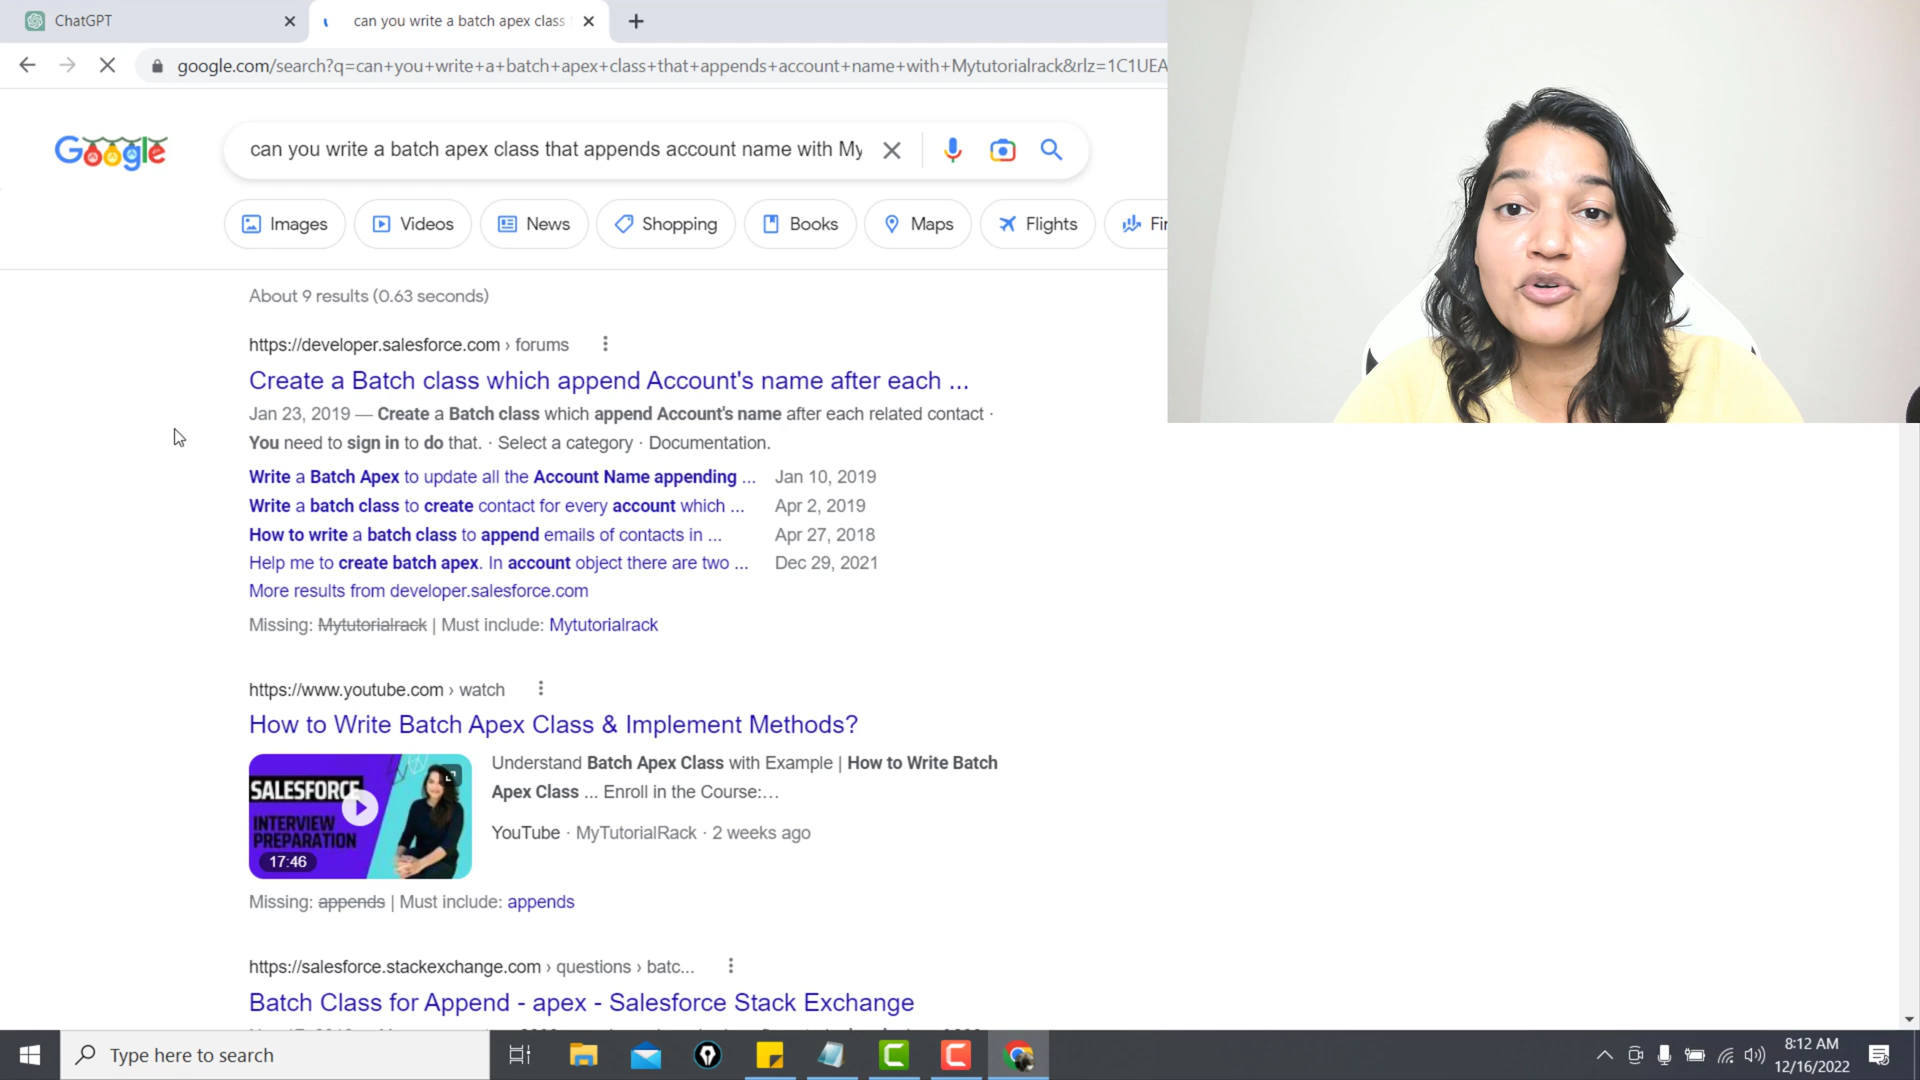 ChatGPT
can you write a batch apex class
google.com/search?q=can+you+write+a+batch+apex+class+that+appends+account+name+with+Mytutorialrack&rlz=1C1UEA
Google
can you write a batch apex class that appends account name with My
Images
Videos
News
Shopping
Books
Maps
Flights
Fi
About 9 results (0.63 seconds)
https://developer.salesforce.com › forums
Create a Batch class which append Account's name after each ...
Jan 23, 2019 — Create a Batch class which append Account's name after each related contact ·
You need to sign in to do that. · Select a category · Documentation.
Write a Batch Apex to update all the Account Name appending ... Jan 10, 2019
Write a batch class to create contact for every account which ... Apr 2, 2019
How to write a batch class to append emails of contacts in ... Apr 27, 2018
Help me to create batch apex. In account object there are two ... Dec 29, 2021
More results from developer.salesforce.com
Missing: Mytutorialrack | Must include: Mytutorialrack
https://www.youtube.com › watch
How to Write Batch Apex Class & Implement Methods?
SALESFORCE
INTERVIEW
PREPARATION
17:46
Understand Batch Apex Class with Example | How to Write Batch
Apex Class ... Enroll in the Course:...
YouTube · MyTutorialRack · 2 weeks ago
Missing: appends | Must include: appends
https://salesforce.stackexchange.com › questions › batc...
Batch Class for Append - apex - Salesforce Stack Exchange
Type here to search
8:12 AM
12/16/2022